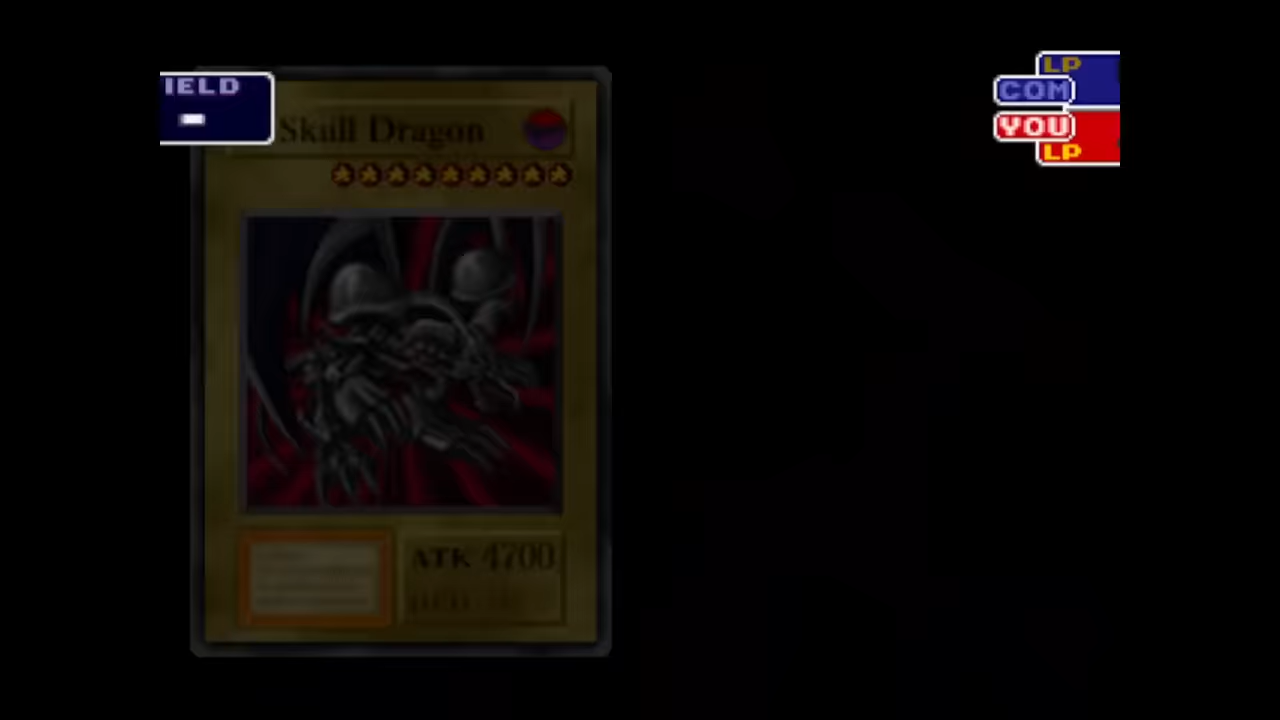 IELD
LP
COM
YOU
LP
Skull Dragon
ATK 4700